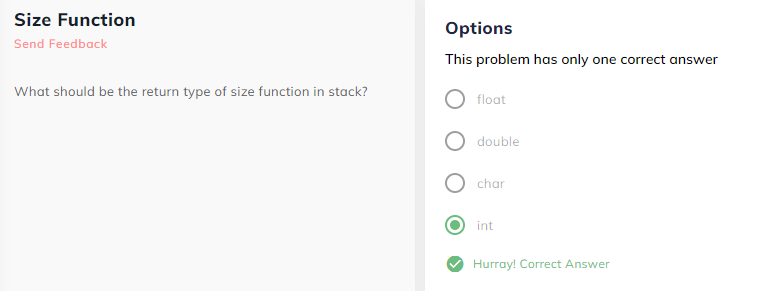 Size Function
Send Feedback
What should be the return type of size function in stack?
Options
This problem has only one correct answer
float
double
char
int
Hurray! Correct Answer